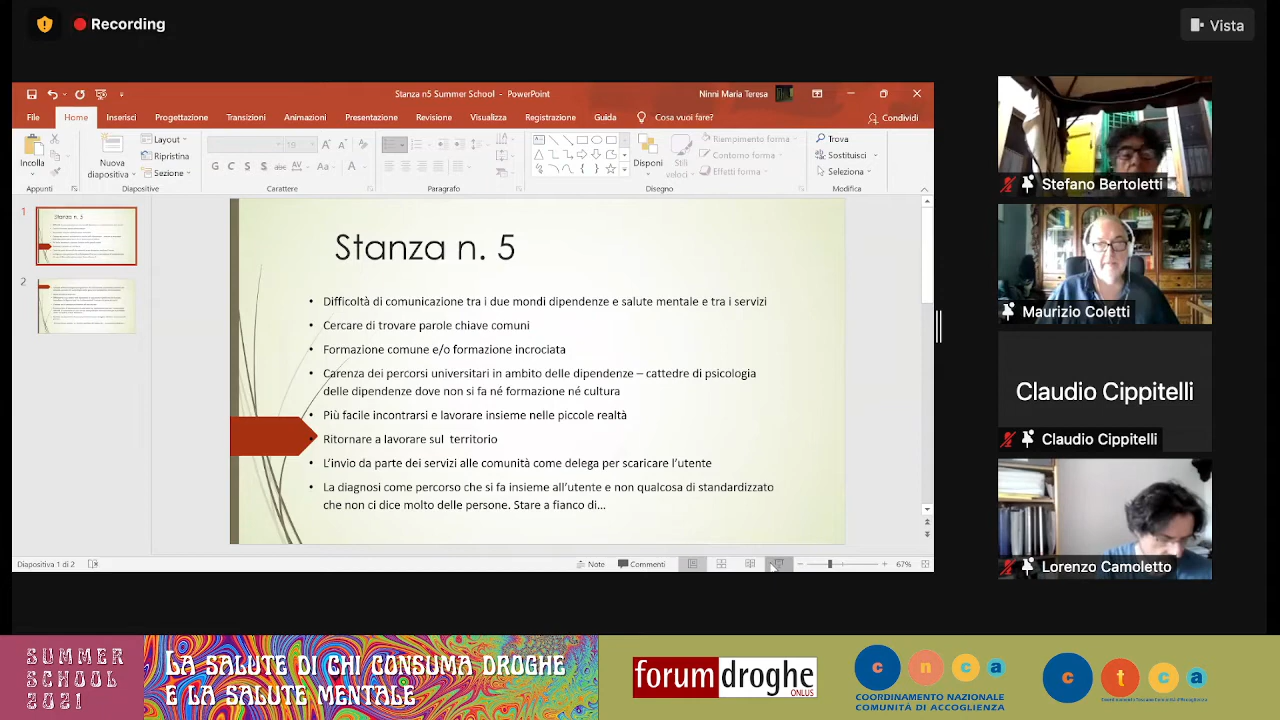 Recording
Vista
Stanza n5 Summer School - PowerPoint
Ninni Maria Teresa
File Home Inserisci Progettazione Transizioni Animazioni Presentazione Revisione Visualizza Registrazione Guida Cosa vuoi fare? Condividi
Incolla
Nuova
diapositiva
Layout
Ripristina
Sezione
16
G C S
Aa
A
Disponi
Stili
veloci
Riempimento forma
Contorno forma
Effetti forma
Trova
Sostituisci
Seleziona
Appunti Diapositive Carattere Paragrafo Disegno Modifica
1
2
Stanza n. 5
• Difficoltà di comunicazione tra i due mondi dipendenze e salute mentale e tra i servizi
• Cercare di trovare parole chiave comuni
• Formazione comune e/o formazione incrociata
• Carenza dei percorsi universitari in ambito delle dipendenze – cattedre di psicologia
delle dipendenze dove non si fa né formazione né cultura
• Più facile incontrarsi e lavorare insieme nelle piccole realtà
• Ritornare a lavorare sul territorio
• L'invio da parte dei servizi alle comunità come delega per scaricare l'utente
• La diagnosi come percorso che si fa insieme all'utente e non qualcosa di standardizzato
che non ci dice molto delle persone. Stare a fianco di...
Diapositiva 1 di 2
Note Commenti
67%
Stefano Bertoletti
Maurizio Coletti
Claudio Cippitelli
Claudio Cippitelli
Lorenzo Camoletto
SUMMER
SCHOOL
2021
LA SALUTE DI CHI CONSUMA DROGHE
E LA SALUTE MENTALE
forumdroghe
ONLUS
c n c a
COORDINAMENTO NAZIONALE
COMUNITÀ DI ACCOGLIENZA
c t c a